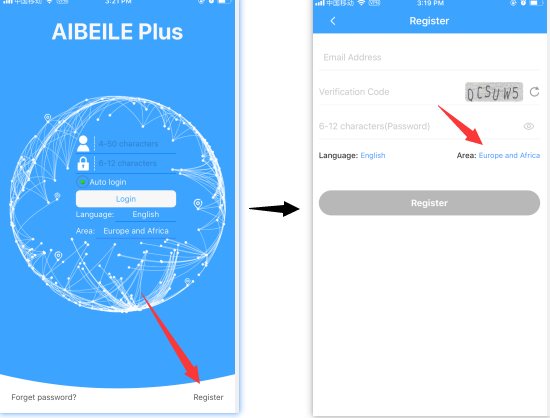 中国移动 3:21 PM
AIBEILE Plus
4-50 characters
6-12 characters
Auto login
Login
Language: English
Area: Europe and Africa
Forget password? Register
中国移动 3:19 PM
Register
Email Address
Verification Code QCSUW5
6-12 characters(Password)
Language: English Area: Europe and Africa
Register